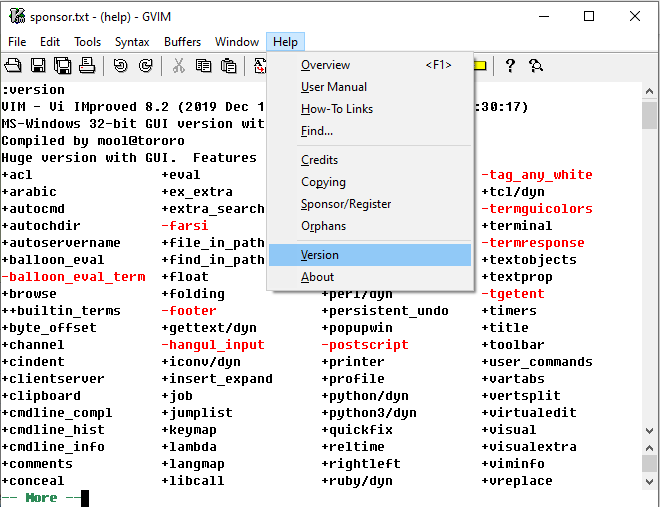 sponsor.txt - (help) - GVIM
File Edit Tools Syntax Buffers Window Help
:version
VIM - Vi IMproved 8.2 (2019 Dec 1 :30:17)
MS-Windows 32-bit GUI version wit
Compiled by mool@tororo
Huge version with GUI. Features
Overview <F1>
User Manual
How-To Links
Find...
Credits
Copying
Sponsor/Register
Orphans
Version
About
+acl +eval -tag_any_white
+arabic +ex_extra +tcl/dyn
+autocmd +extra_search -termguicolors
+autochdir -farsi +terminal
+autoservername +file_in_path -termresponse
+balloon_eval +find_in_path +textobjects
-balloon_eval_term +float +textprop
+browse +folding +perl/dyn -tgetent
++builtin_terms -footer +persistent_undo +timers
+byte_offset +gettext/dyn +popupwin +title
+channel -hangul_input -postscript +toolbar
+cindent +iconv/dyn +printer +user_commands
+clientserver +insert_expand +profile +vartabs
+clipboard +job +python/dyn +vertsplit
+cmdline_compl +jumplist +python3/dyn +virtualedit
+cmdline_hist +keymap +quickfix +visual
+cmdline_info +lambda +reltime +visualextra
+comments +langmap +rightleft +viminfo
+conceal +libcall +ruby/dyn +vreplace
-- More --